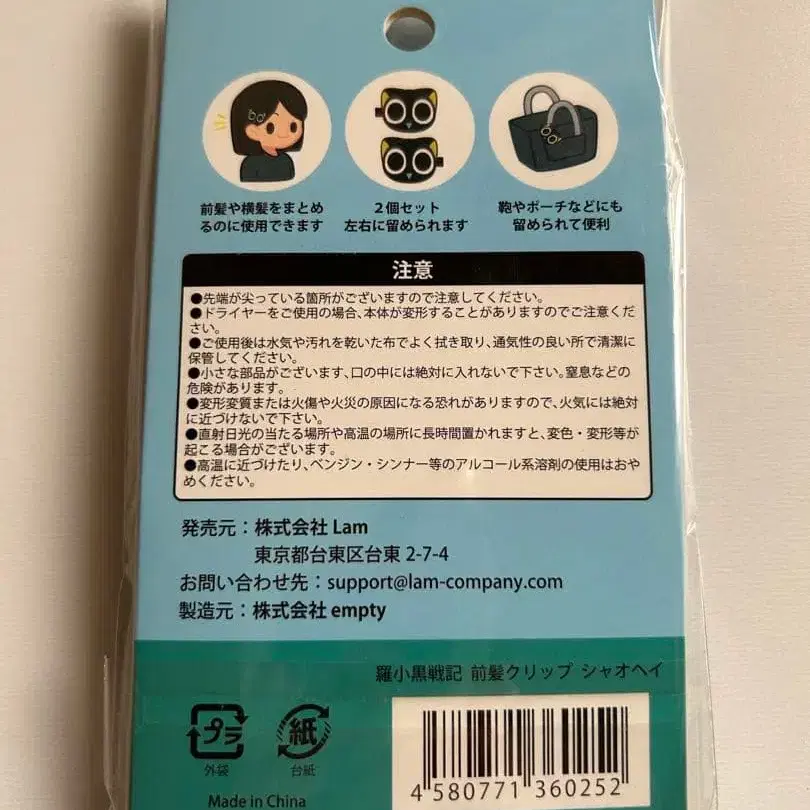 前髪や横髪をまとめ
るのに使用できます
2個セット
左右に留められます
鞄やポーチなどにも
留められて便利
注意
●先端が尖っている箇所がございますので注意してください。
●ドライヤーをご使用の場合、本体が変形することがありますのでご注意くだ
さい。
●ご使用後は水気や汚れを乾いた布でよく拭き取り、通気性の良い所で清潔に
保管してください。
●小さな部品がございます、口の中には絶対に入れないで下さい。窒息などの
危険があります。
●変形変質または火傷や火災の原因になる恐れがありますので、火気には絶対
に近づけないで下さい。
●直射日光の当たる場所や高温の場所に長時間置かれますと、変色・変形等が
起こる場合がございます。
●高温に近づけたり、ベンジン・シンナー等のアルコール系溶剤の使用はおや
めください。
発売元：株式会社 Lam
東京都台東区台東 2-7-4
お問い合わせ先：support@lam-company.com
製造元：株式会社 empty
羅小黒戦記 前髪クリップ シャオヘイ
プラ
外袋
紙
台紙
4 580771 360252
Made in China